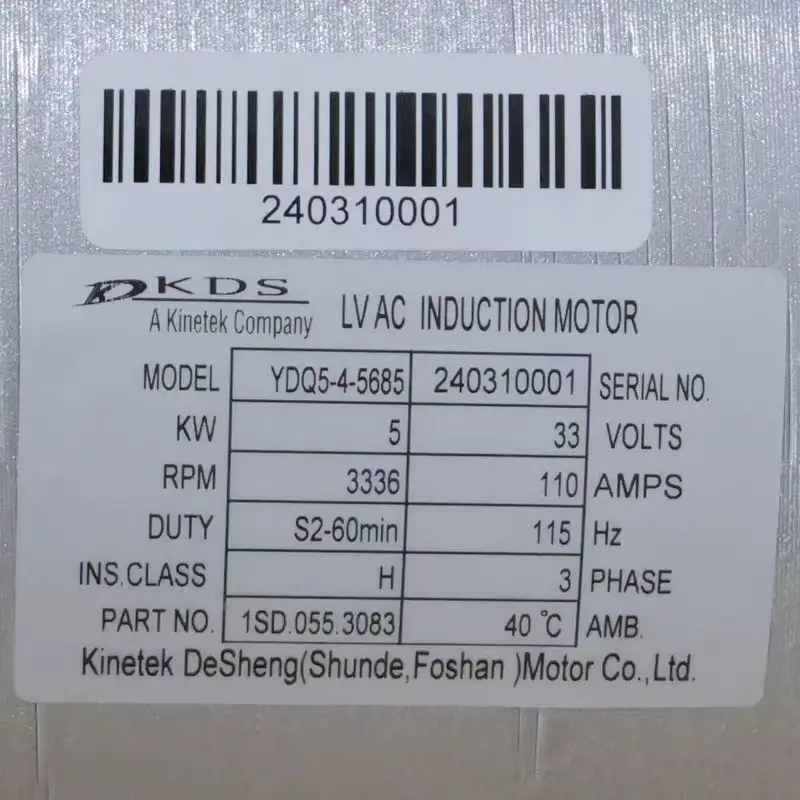 240310001
KDS
A Kinetek Company
LV AC INDUCTION MOTOR
MODEL YDQ5-4-5685 240310001 SERIAL NO.
KW 5 33 VOLTS
RPM 3336 110 AMPS
DUTY S2-60min 115 Hz
INS.CLASS H 3 PHASE
PART NO. 1SD.055.3083 40 ℃ AMB.
Kinetek DeSheng(Shunde,Foshan )Motor Co.,Ltd.